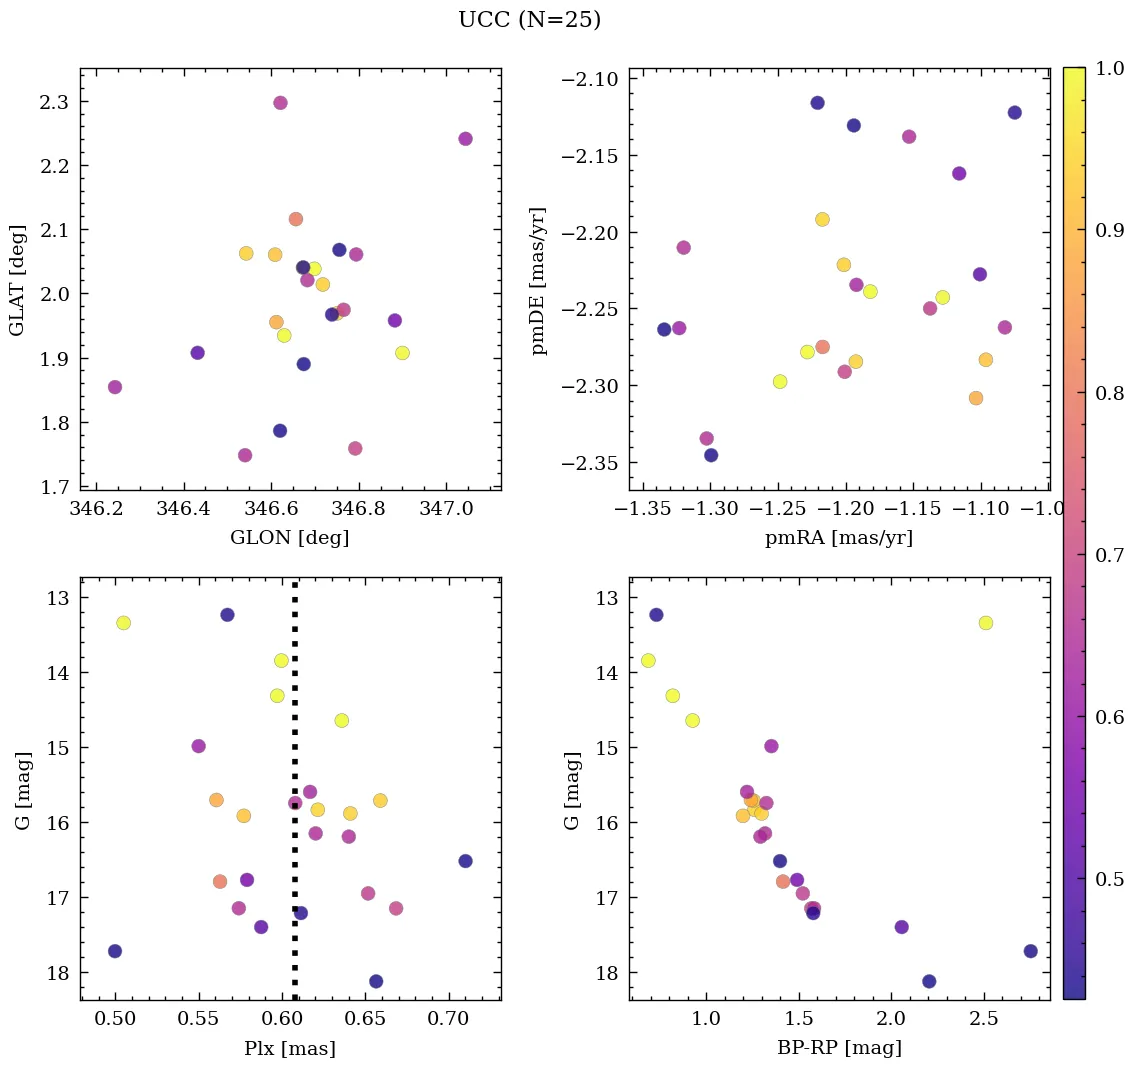 UCC (N=25)
2.3
2.2
2.1
2.0
1.9
1.8
1.7
GLAT [deg]
346.2 346.4 346.6 346.8 347.0
GLON [deg]
−2.10
−2.15
−2.20
−2.25
−2.30
−2.35
pmDE [mas/yr]
−1.35 −1.30 −1.25 −1.20 −1.15 −1.10 −1.0
pmRA [mas/yr]
13
14
15
16
17
18
G [mag]
0.50 0.55 0.60 0.65 0.70
Plx [mas]
13
14
15
16
17
18
G [mag]
1.0 1.5 2.0 2.5
BP-RP [mag]
1.0
0.9
0.8
0.7
0.6
0.5